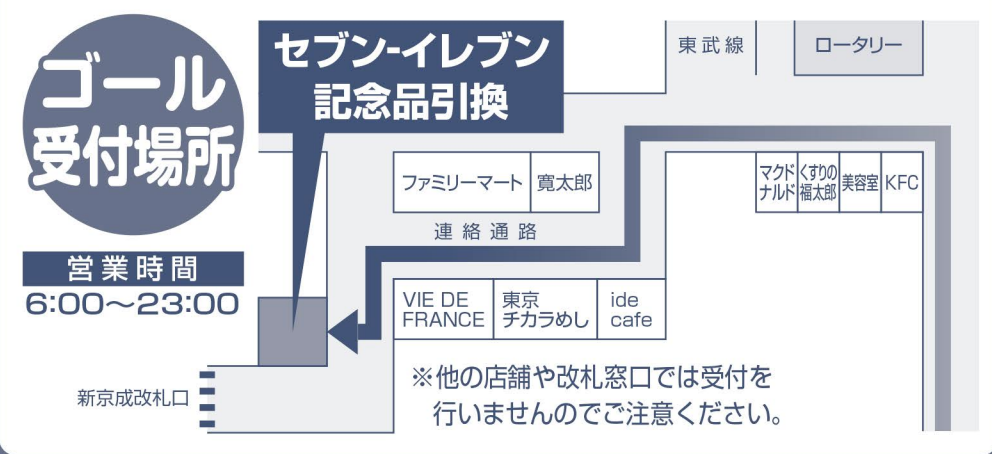 ゴール
受付場所
営業時間
6:00〜23:00
セブン-イレブン
記念品引換
東武線
ロータリー
ファミリーマート
寛太郎
マクド
ナルド
くすりの
福太郎
美容室
KFC
連絡通路
VIE DE
FRANCE
東京
チカラめし
ide
cafe
新京成改札口
※他の店舗や改札窓口では受付を
行いませんのでご注意ください。